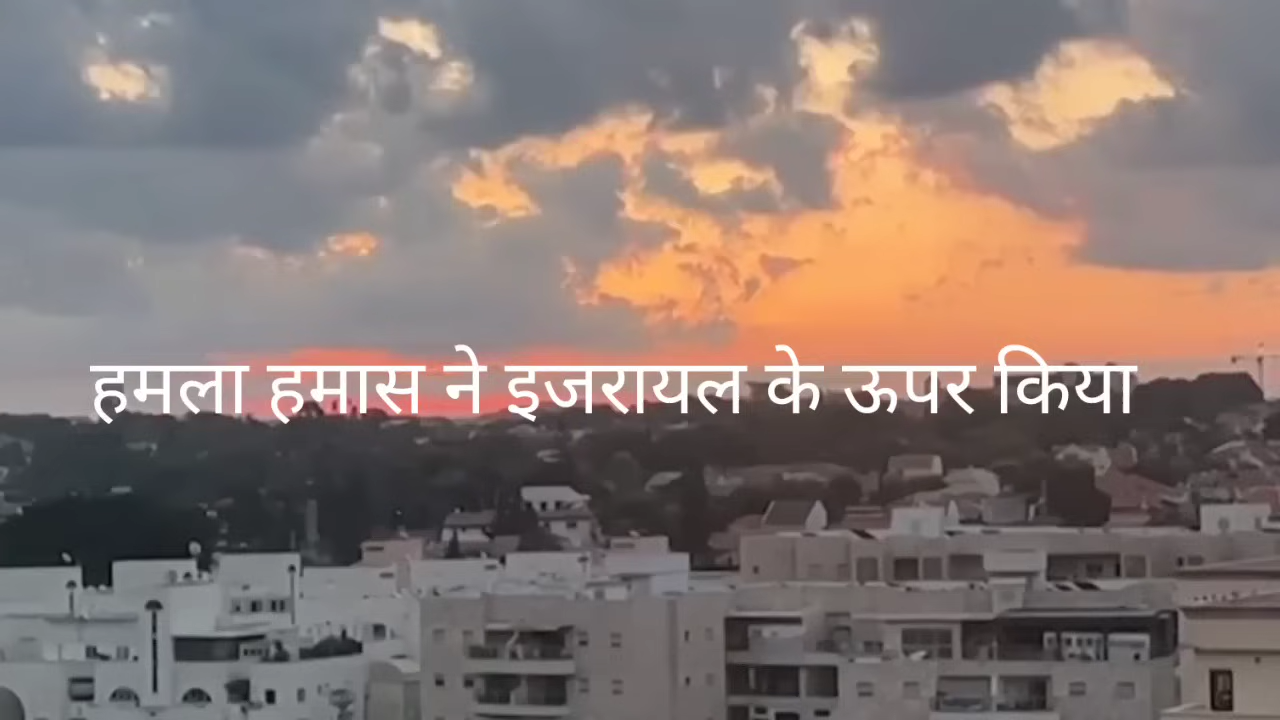 हमला हमास ने इजरायल के ऊपर किया